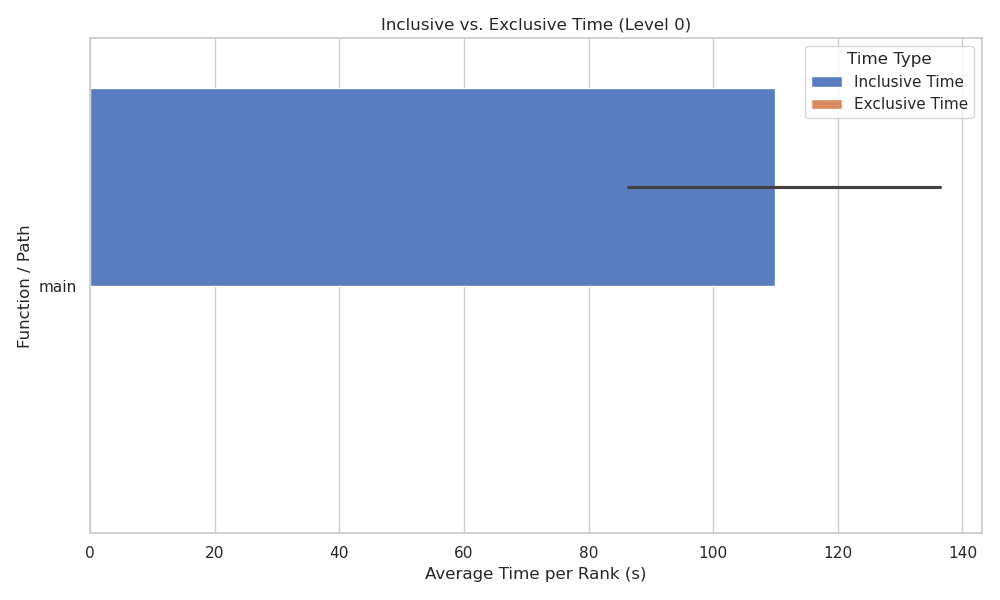 Inclusive vs. Exclusive Time (Level 0)
Time Type
Inclusive Time
Exclusive Time
Function / Path
main
0 20 40 60 80 100 120 140
Average Time per Rank (s)